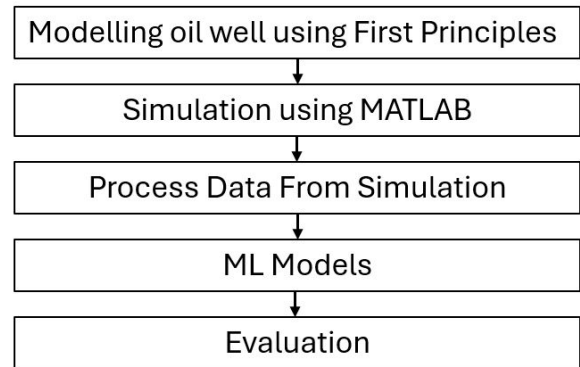 Modelling oil well using First Principles
Simulation using MATLAB
Process Data From Simulation
ML Models
Evaluation